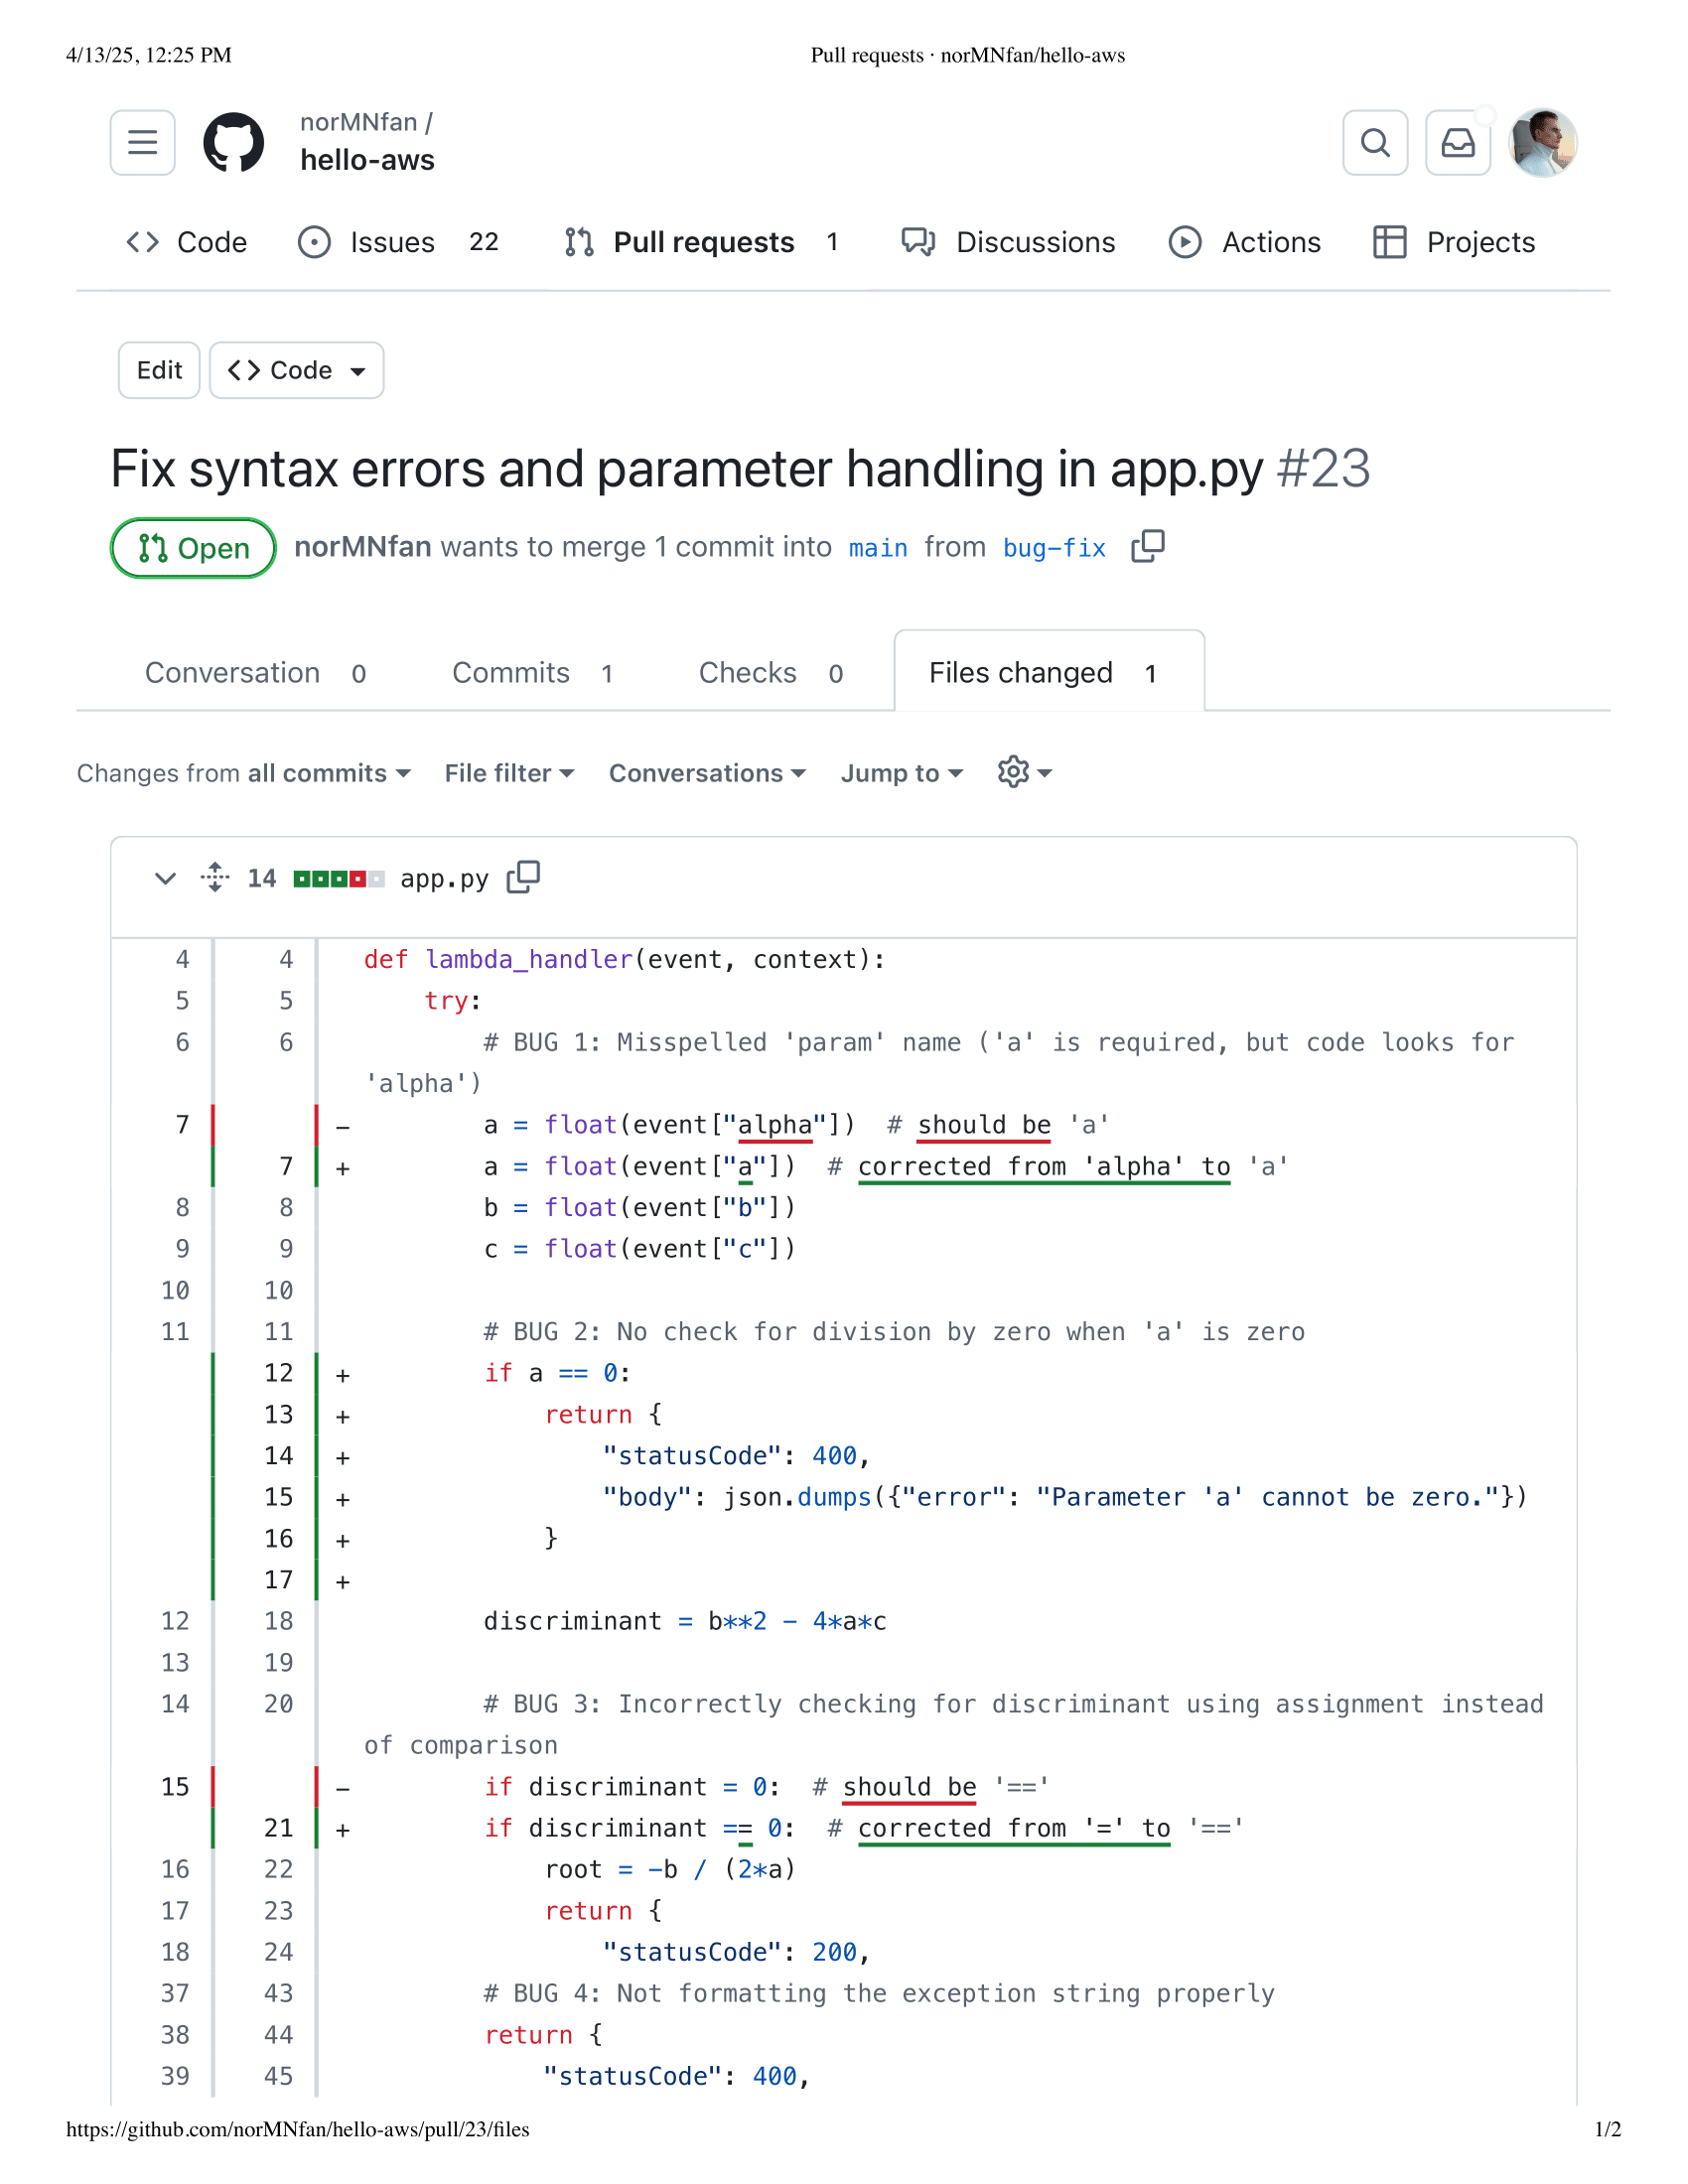 4/13/25, 12:25 PM
Pull requests · norMNfan/hello-aws
norMNfan /
hello-aws
Code
Issues 22
Pull requests 1
Discussions
Actions
Projects
Edit
<> Code
Fix syntax errors and parameter handling in app.py #23
Open
norMNfan wants to merge 1 commit into main from bug-fix
Conversation 0
Commits 1
Checks 0
Files changed 1
Changes from all commits
File filter
Conversations
Jump to
14 app.py
4 4 def lambda_handler(event, context):
5 5     try:
6 6         # BUG 1: Misspelled 'param' name ('a' is required, but code looks for
'alpha')
7   -         a = float(event["alpha"])  # should be 'a'
  7 +         a = float(event["a"])  # corrected from 'alpha' to 'a'
8 8         b = float(event["b"])
9 9         c = float(event["c"])
10 10
11 11         # BUG 2: No check for division by zero when 'a' is zero
   12 +         if a == 0:
   13 +             return {
   14 +                 "statusCode": 400,
   15 +                 "body": json.dumps({"error": "Parameter 'a' cannot be zero."})
   16 +             }
   17 +
12 18         discriminant = b**2 - 4*a*c
13 19
14 20         # BUG 3: Incorrectly checking for discriminant using assignment instead
of comparison
15    -         if discriminant = 0:  # should be '=='
   21 +         if discriminant == 0:  # corrected from '=' to '=='
16 22             root = -b / (2*a)
17 23             return {
18 24                 "statusCode": 200,
37 43         # BUG 4: Not formatting the exception string properly
38 44         return {
39 45             "statusCode": 400,
https://github.com/norMNfan/hello-aws/pull/23/files
1/2